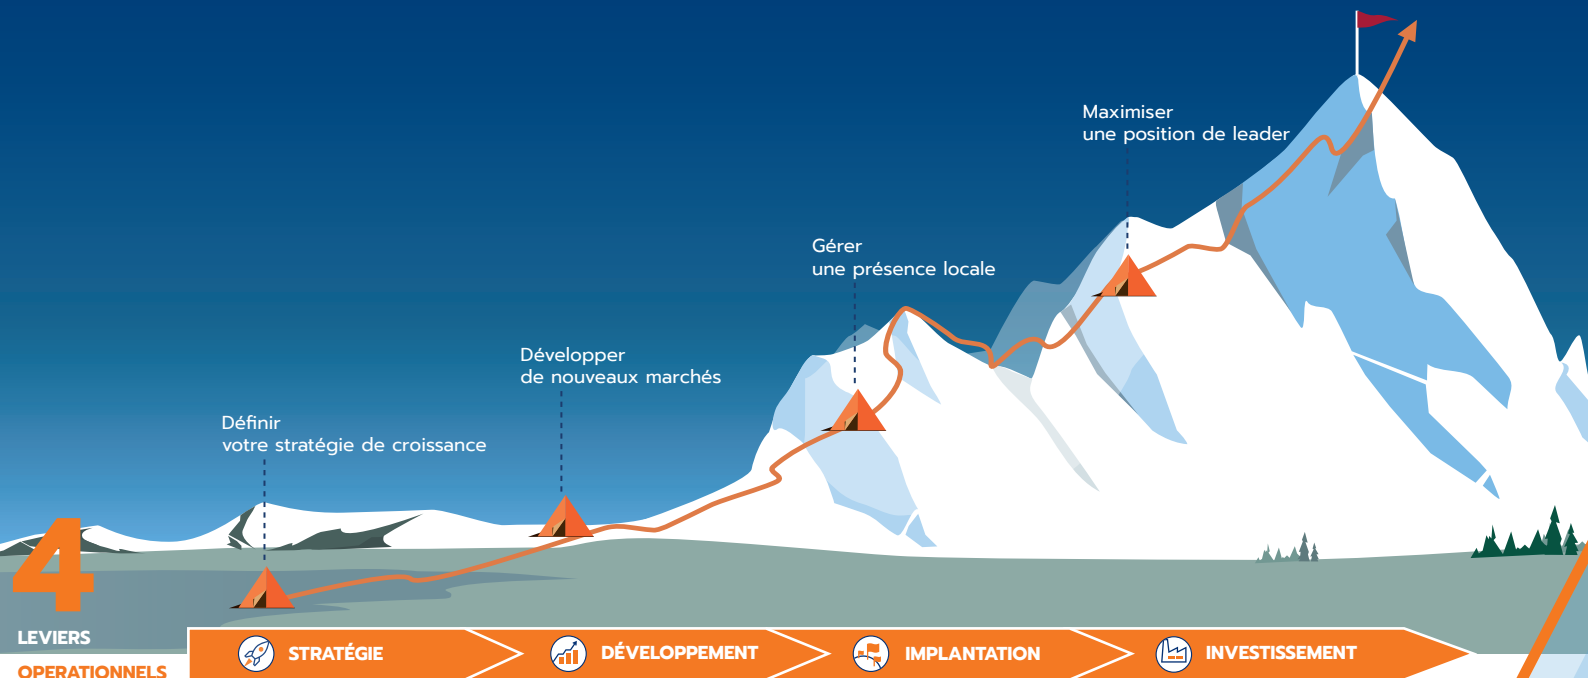 Maximiser
une position de leader
Gérer
une présence locale
Développer
de nouveaux marchés
Définir
votre stratégie de croissance
4
LEVIERS
OPERATIONNELS
STRATÉGIE
DÉVELOPPEMENT
IMPLANTATION
INVESTISSEMENT